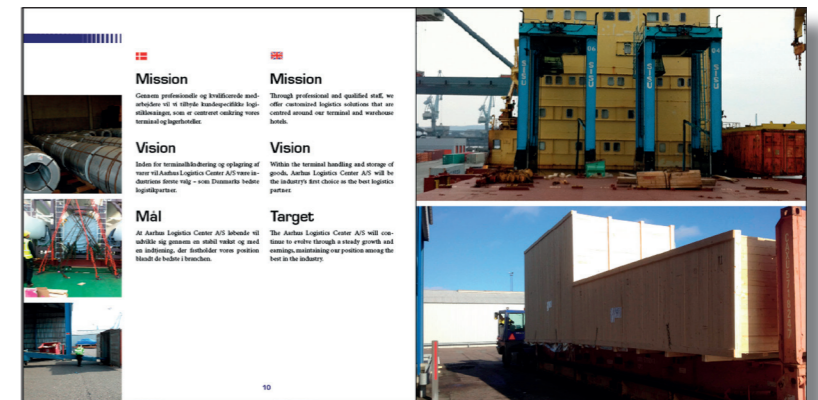 Mission
Gennem professionelle og kvalificerede med-
arbejdere vil vi tilbyde kundespecifikke logi-
stikløsninger, som er centreret omkring vores
terminal og lagerhoteller.
Vision
Inden for terminalhåndtering og oplagring af
varer vil Aarhus Logistics Center A/S være in-
dustriens første valg – som Danmarks bedste
logistikpartner.
Mål
At Aarhus Logistics Center A/S løbende vil
udvikle sig gennem en stabil vækst og med
en indtjening, der fastholder vores position
blandt de bedste i branchen.
Mission
Through professional and qualified staff, we
offer customized logistics solutions that are
centred around our terminal and warehouse
hotels.
Vision
Within the terminal handling and storage of
goods, Aarhus Logistics Center A/S will be
the industry's first choice as the best logistics
partner.
Target
The Aarhus Logistics Center A/S will con-
tinue to evolve through a steady growth and
earnings, maintaining our position among the
best in the industry.
10
SISU
06
SISU
SISU
04
SISU